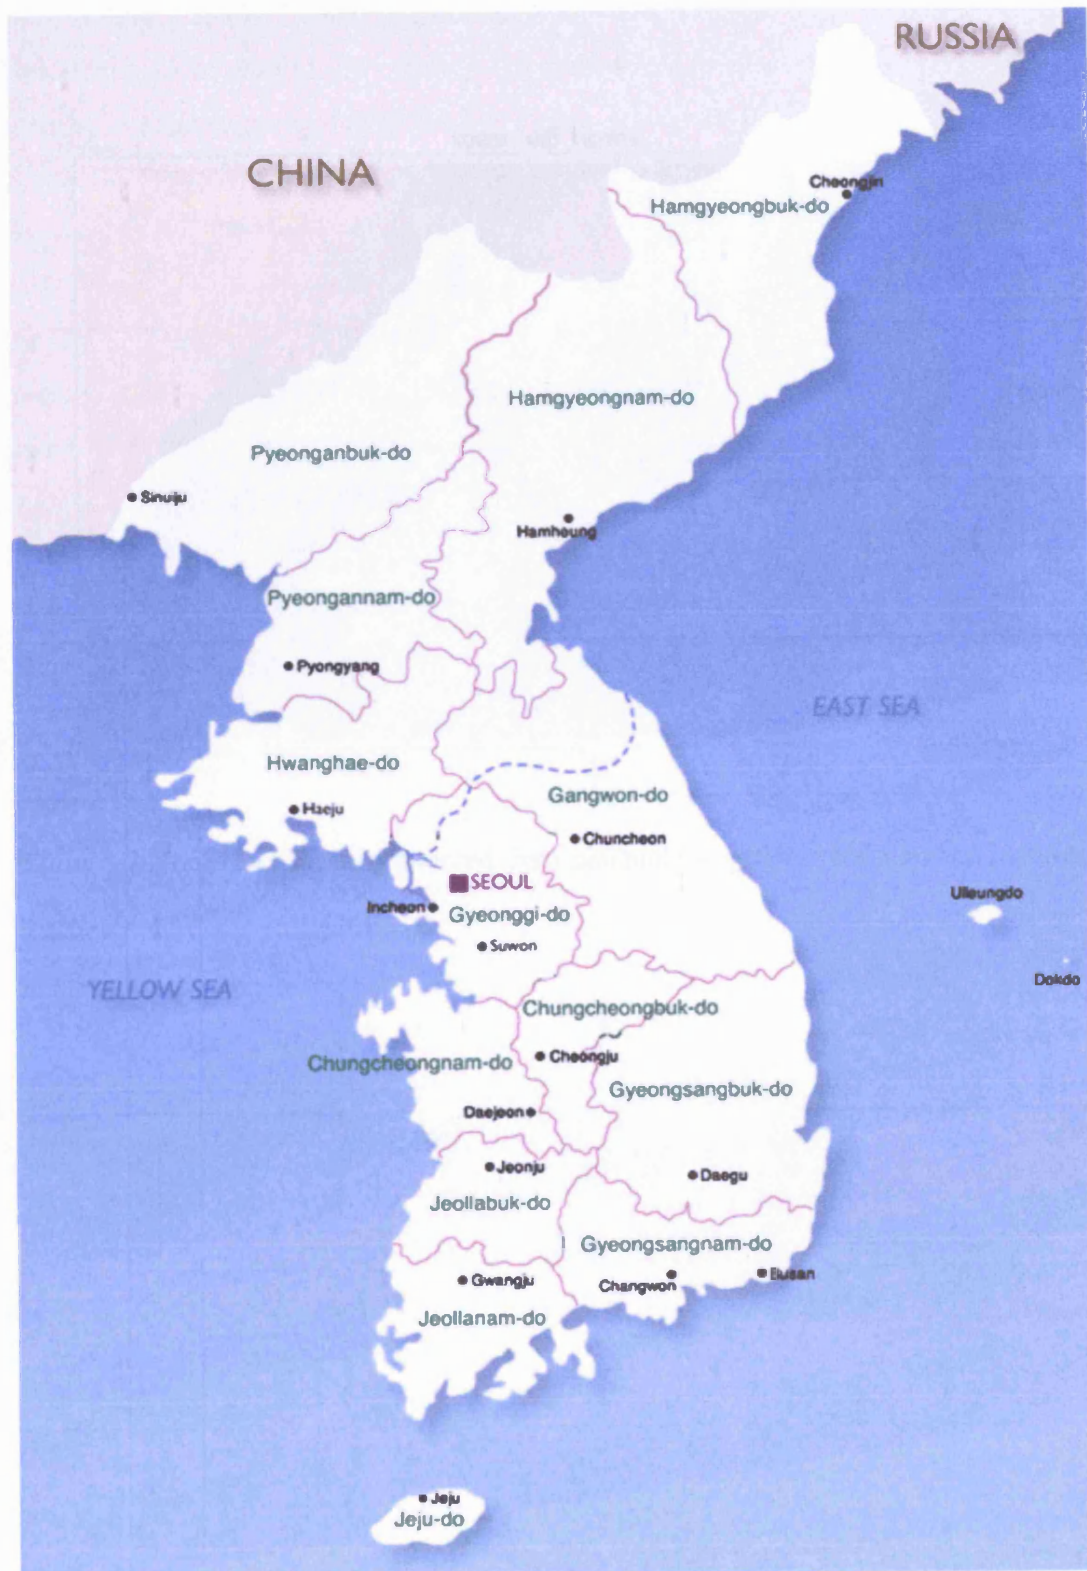 RUSSIA
CHINA
Cheongjin
Hamgyeongbuk-do
Hamgyeongnam-do
Pyeonganbuk-do
Sinuiju
Hamheung
Pyeongannam-do
Pyongyang
EAST SEA
Hwanghae-do
Gangwon-do
Haeju
Chuncheon
SEOUL
Ulleungdo
Incheon
Gyeonggi-do
Suwon
Dokdo
YELLOW SEA
Chungcheongbuk-do
Cheongju
Chungcheongnam-do
Gyeongsangbuk-do
Daejeon
Jeonju
Daegu
Jeollabuk-do
Gyeongsangnam-do
Gwangju
Changwon
Busan
Jeollanam-do
Jeju
Jeju-do